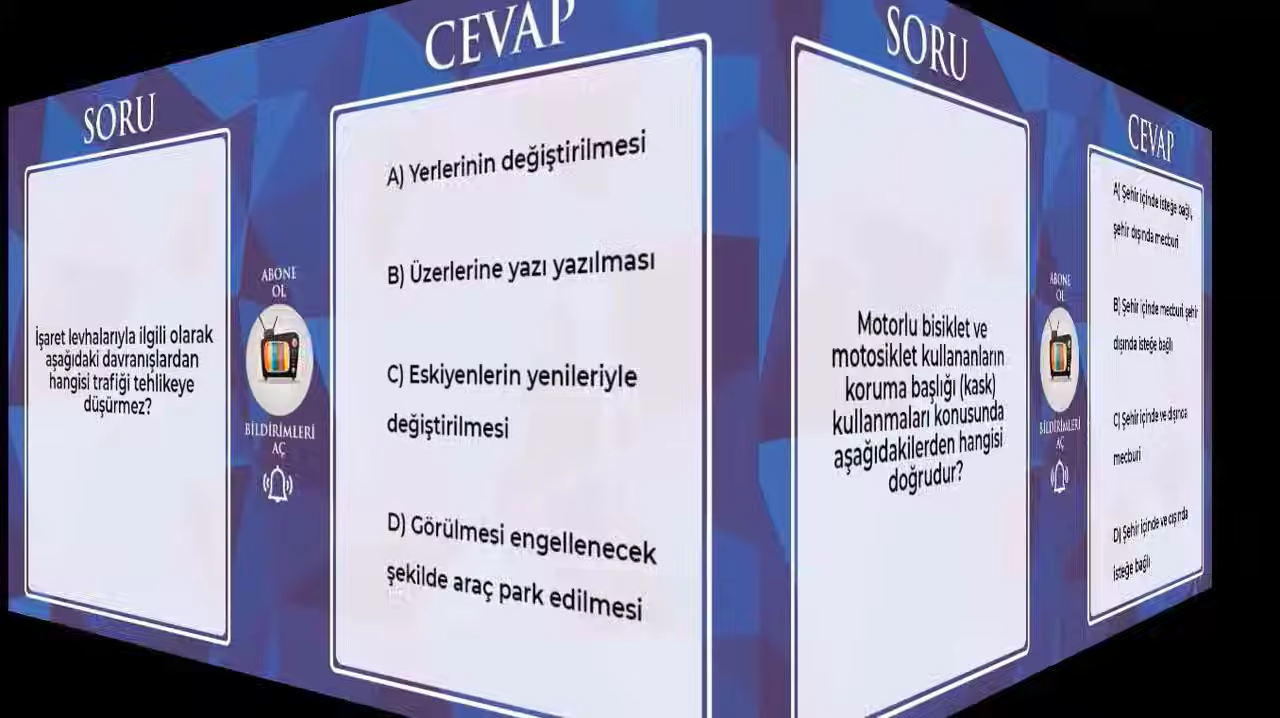 SORU
İşaret levhalarıyla ilgili olarak
aşağıdaki davranışlardan
hangisi trafiği tehlikeye
düşürmez?
ABONE
OL
BİLDİRİMLERİ
AÇ
CEVAP
A) Yerlerinin değiştirilmesi
B) Üzerlerine yazı yazılması
C) Eskiyenlerin yenileriyle
değiştirilmesi
D) Görülmesi engellenecek
şekilde araç park edilmesi
SORU
Motorlu bisiklet ve
motosiklet kullananların
koruma başlığı (kask)
kullanmaları konusunda
aşağıdakilerden hangisi
doğrudur?
ABONE
OL
BİLDİRİMLERİ
AÇ
CEVAP
A) Şehir içinde isteğe bağlı,
şehir dışında mecburi
B) Şehir içinde mecburi şehir
dışında isteğe bağlı
C) Şehir içinde ve dışında
mecburi
D) Şehir içinde ve dışında
isteğe bağlı